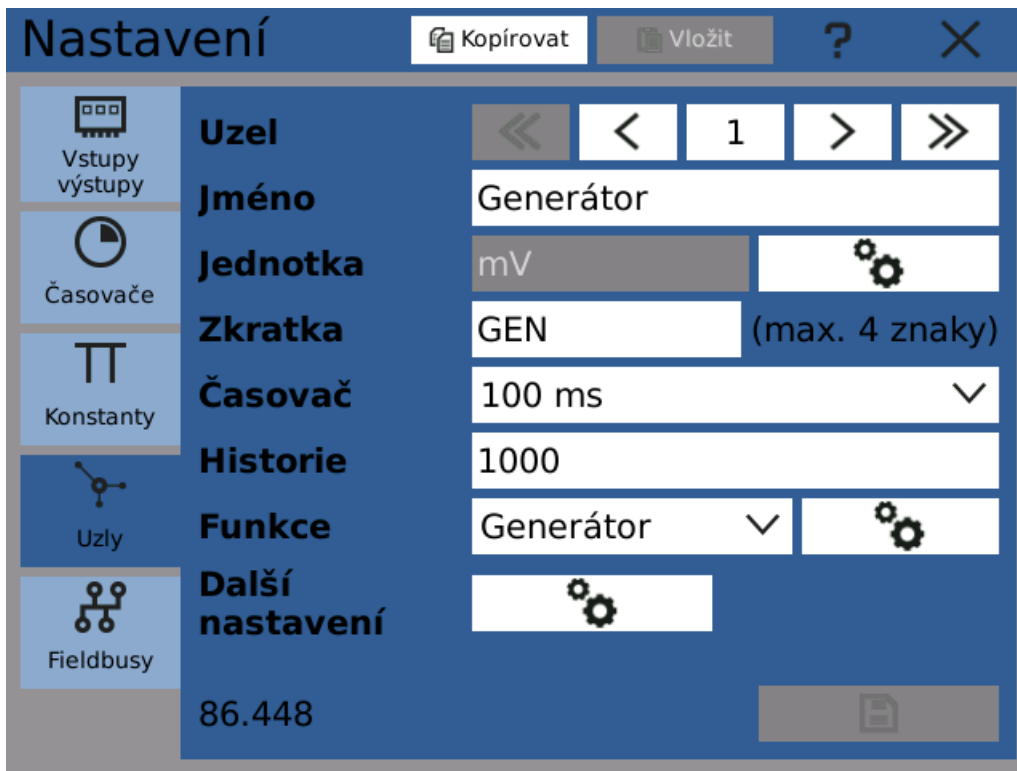 Nastavení
Kopírovat
Vložit
?
Vstupy
výstupy
Časovače
Konstanty
Uzly
Fieldbusy
Uzel
1
Jméno
Generátor
Jednotka
mV
Zkratka
GEN
(max. 4 znaky)
Časovač
100 ms
Historie
1000
Funkce
Generátor
Další
nastavení
86.448